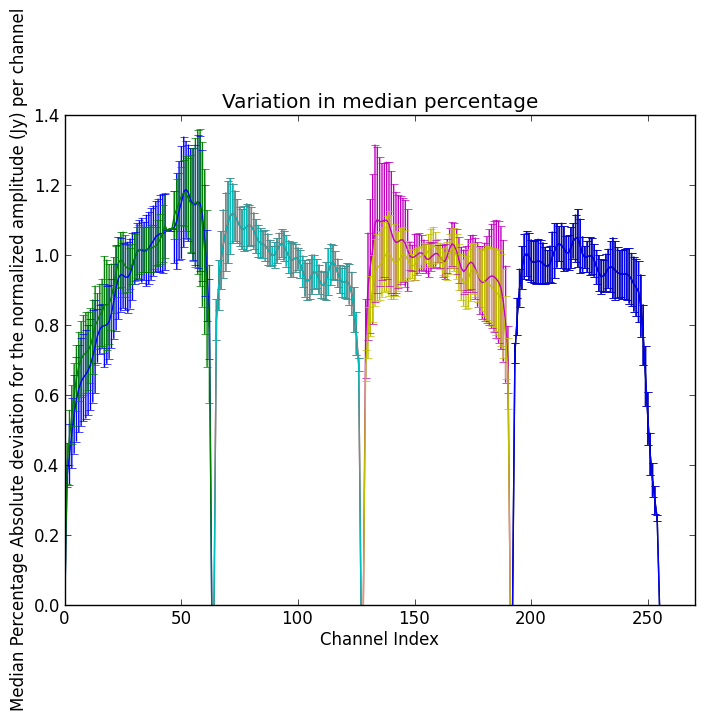 Variation in median percentage
Median Percentage Absolute deviation for the normalized amplitude (Jy) per channel
1.4
1.2
1.0
0.8
0.6
0.4
0.2
0.0
0 50 100 150 200 250
Channel Index